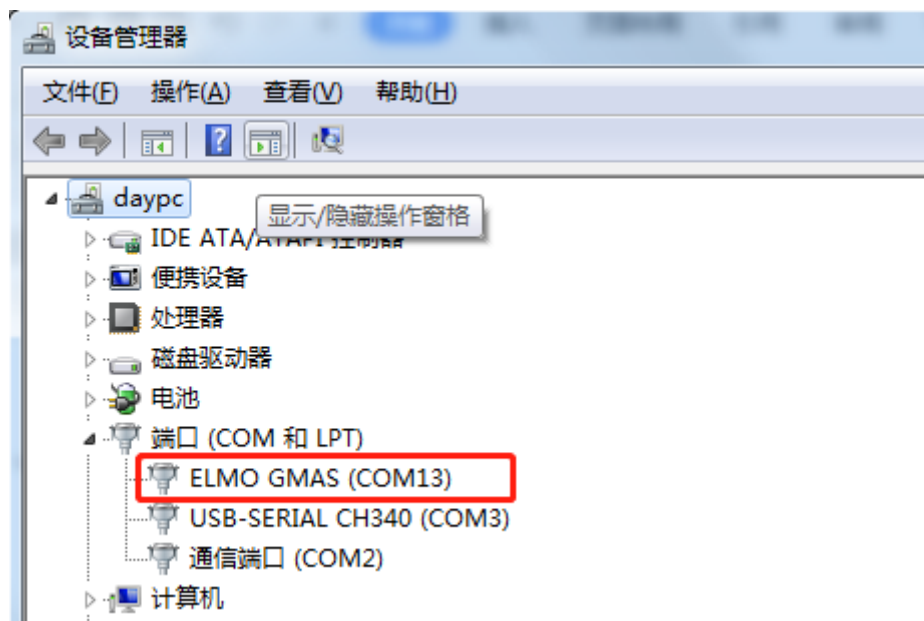 设备管理器
文件(F) 操作(A) 查看(V) 帮助(H)
daypc
显示/隐藏操作窗格
IDE ATA/ATAPI 控制器
便携设备
处理器
磁盘驱动器
电池
端口 (COM 和 LPT)
ELMO GMAS (COM13)
USB-SERIAL CH340 (COM3)
通信端口 (COM2)
计算机